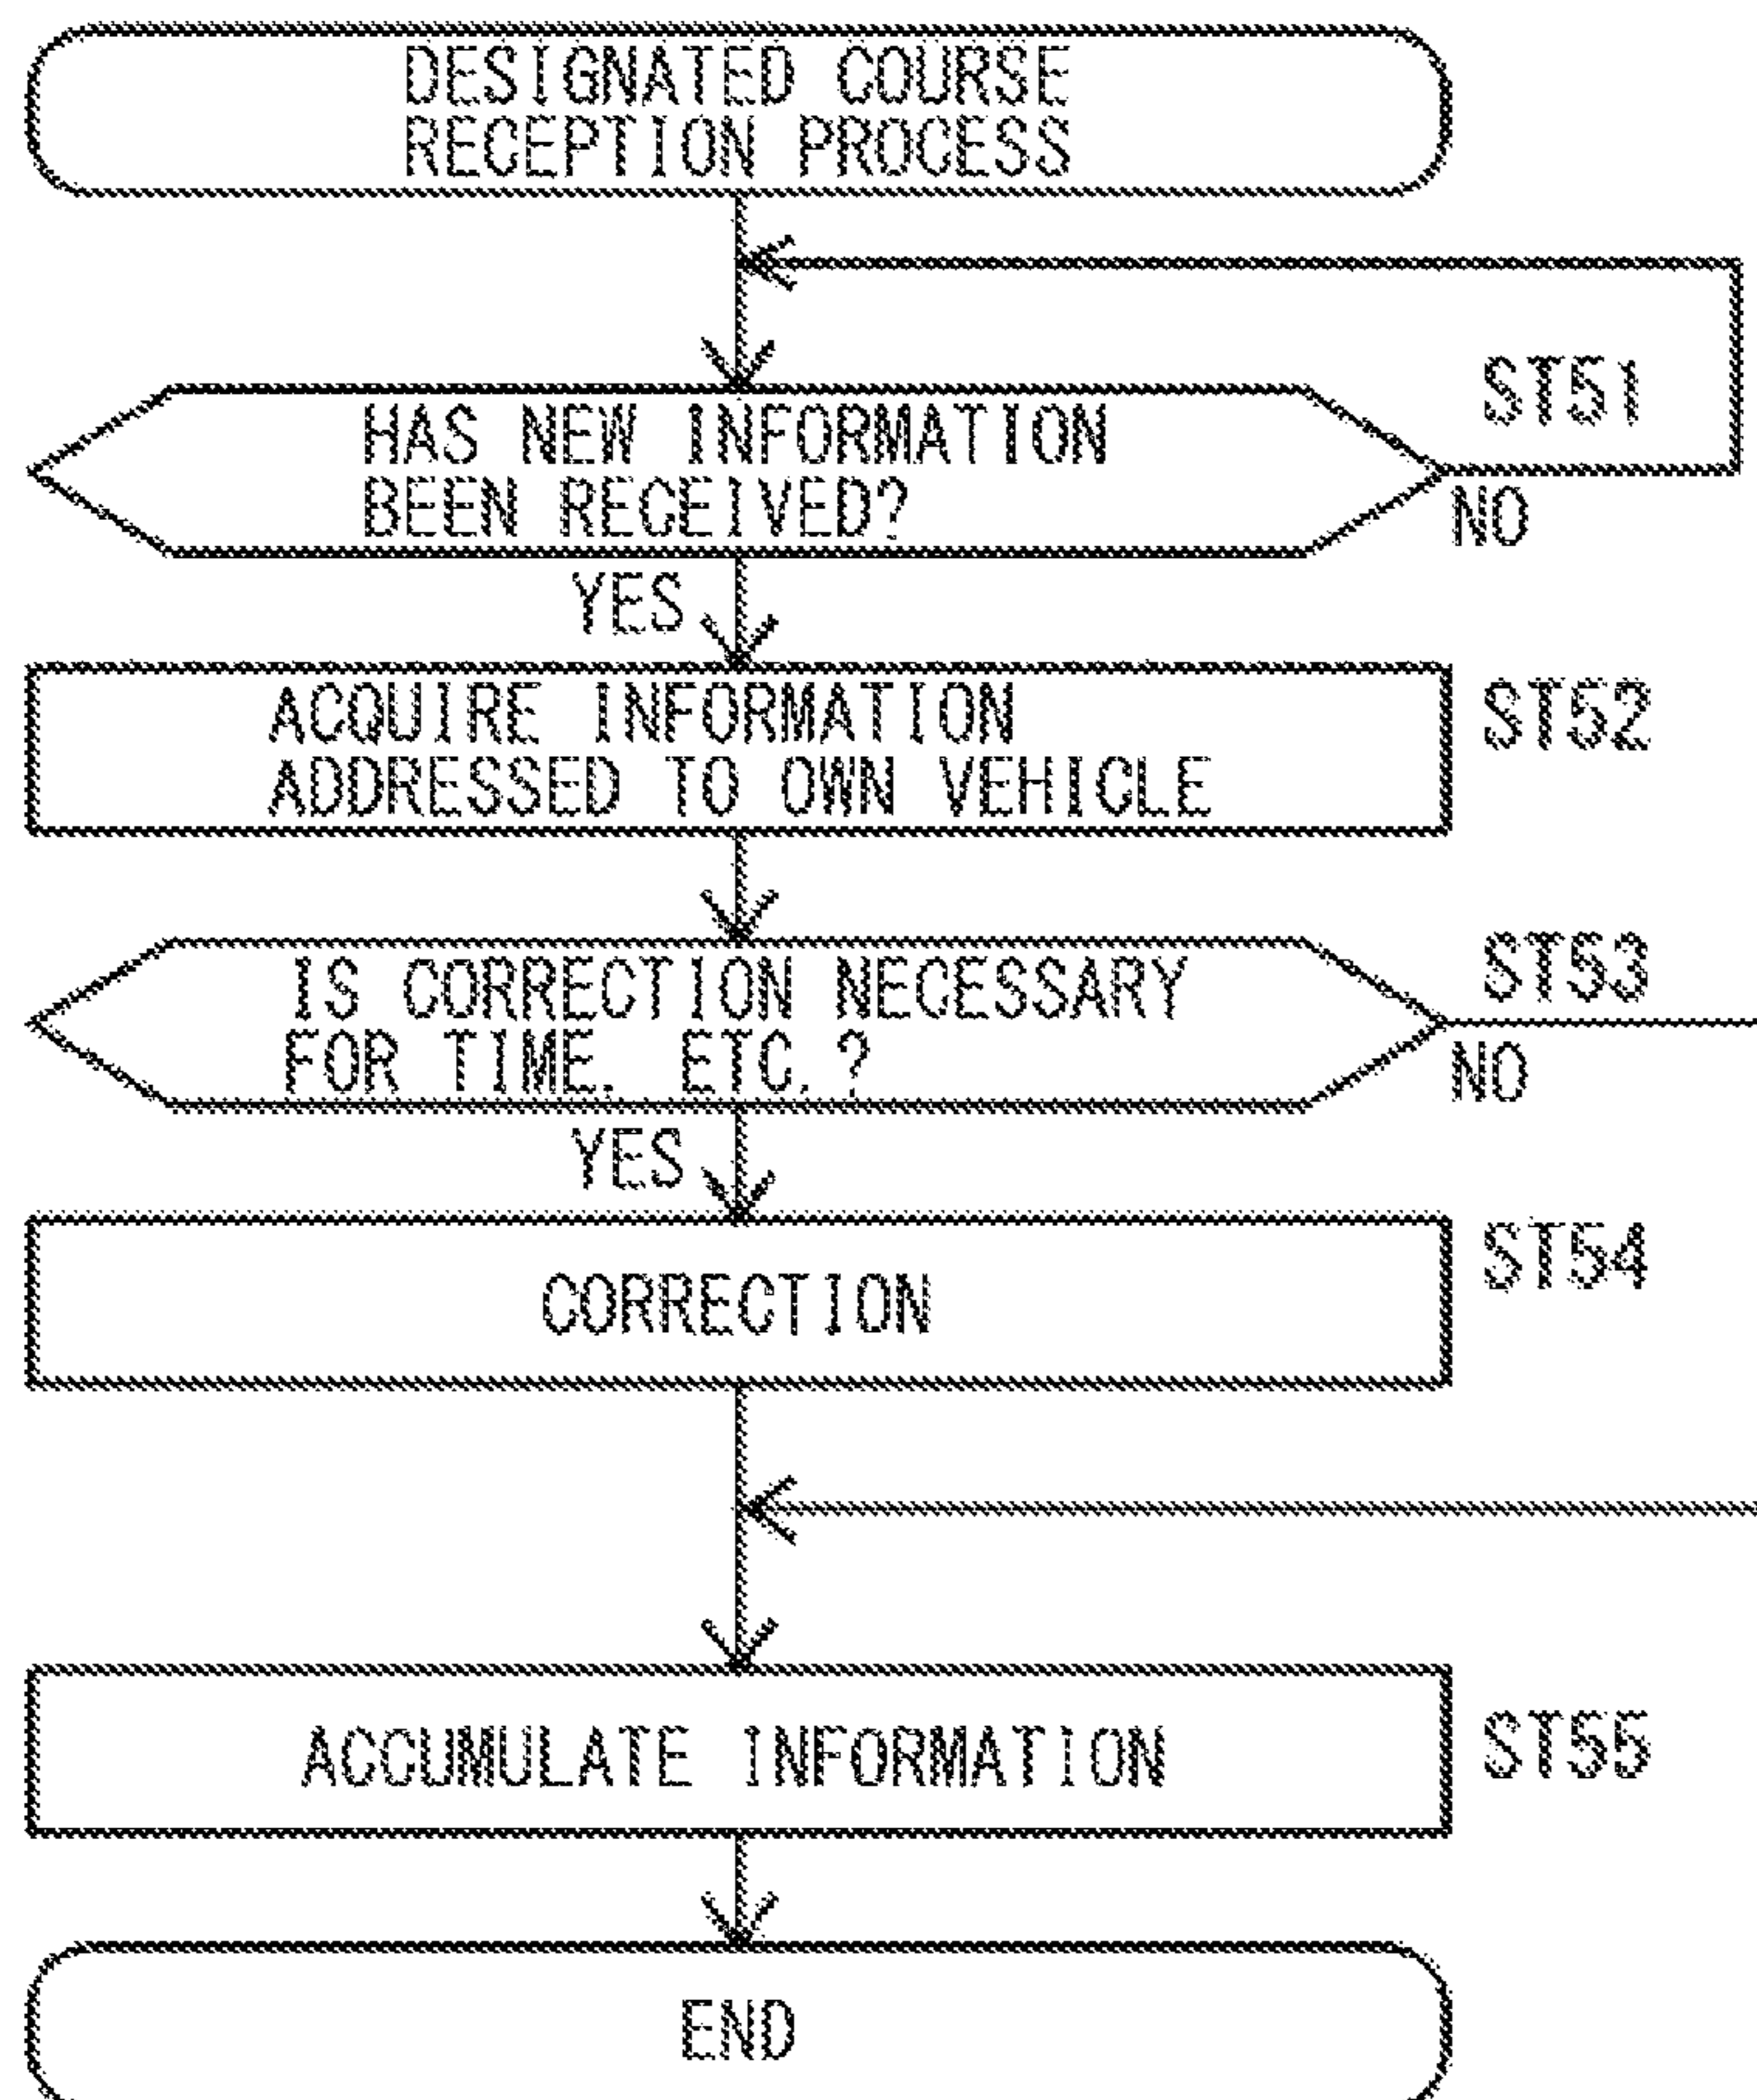 DESIGNATED COURSE
RECEPTION PROCESS
ST51
HAS NEW INFORMATION
BEEN RECEIVED?
NO
YES
ACQUIRE INFORMATION
ADDRESSED TO OWN VEHICLE
ST52
IS CORRECTION NECESSARY
FOR TIME, ETC.?
ST53
NO
YES
CORRECTION
ST54
ACCUMULATE INFORMATION
ST55
END